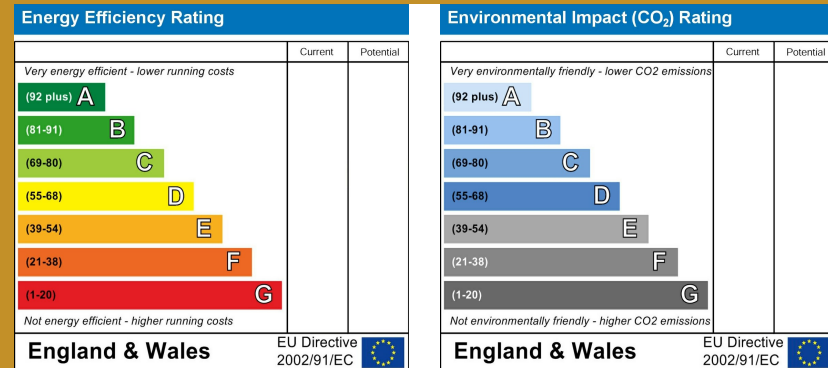 Energy Efficiency Rating
Current Potential
Very energy efficient - lower running costs
(92 plus) A
(81-91) B
(69-80) C
(55-68) D
(39-54) E
(21-38) F
(1-20) G
Not energy efficient - higher running costs
England & Wales
EU Directive
2002/91/EC
Environmental Impact (CO₂) Rating
Current Potential
Very environmentally friendly - lower CO2 emissions
(92 plus) A
(81-91) B
(69-80) C
(55-68) D
(39-54) E
(21-38) F
(1-20) G
Not environmentally friendly - higher CO2 emissions
England & Wales
EU Directive
2002/91/EC